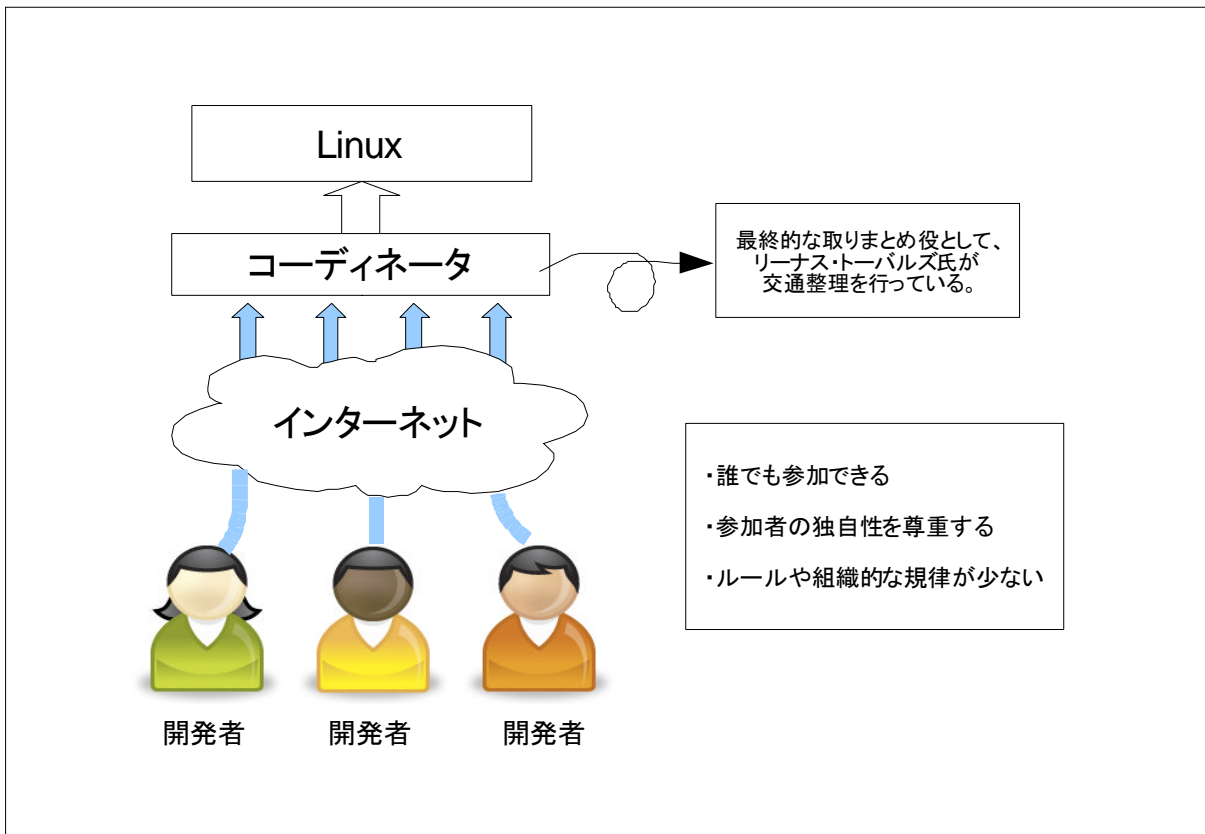 Linux
コーディネータ
最終的な取りまとめ役として、
リーナス・トーバルズ氏が
交通整理を行っている。
インターネット
・誰でも参加できる
・参加者の独自性を尊重する
・ルールや組織的な規律が少ない
開発者
開発者
開発者